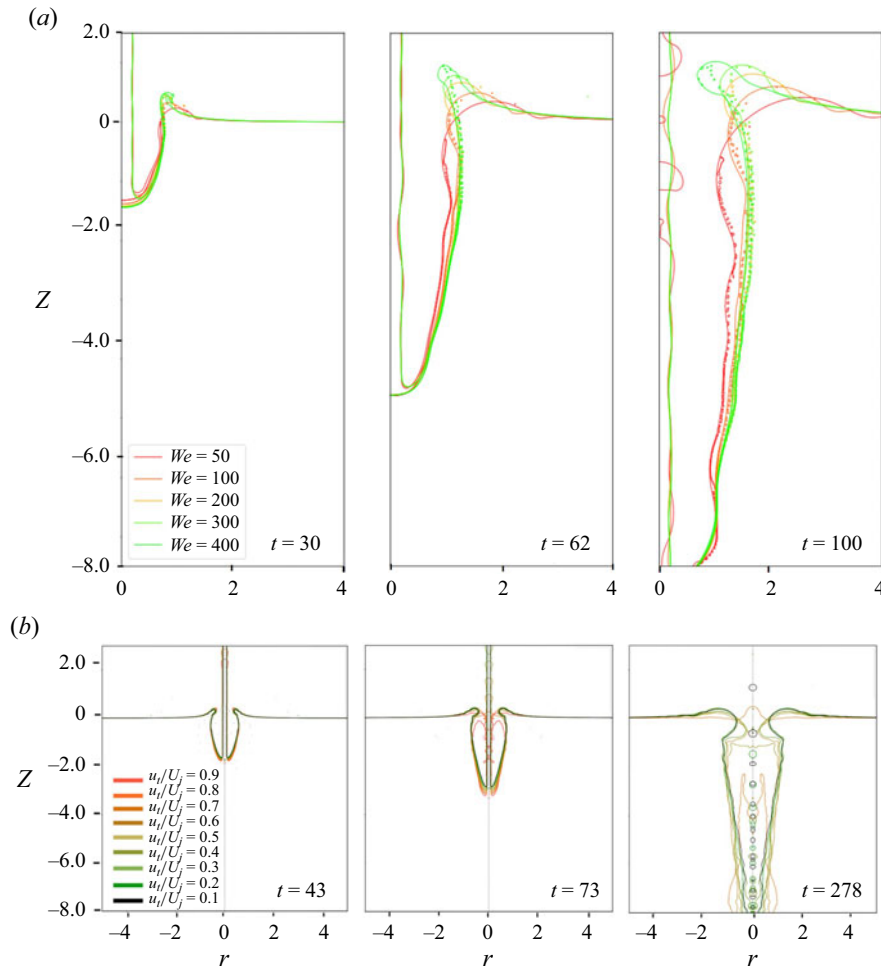 (a)
2.0
0
–2.0
–4.0
–6.0
–8.0
Z
We = 50
We = 100
We = 200
We = 300
We = 400
t = 30
t = 62
t = 100
0 2 4
0 2 4
0 2 4
(b)
2.0
0
–2.0
–4.0
–6.0
–8.0
Z
u_t/U_j = 0.9
u_t/U_j = 0.8
u_t/U_j = 0.7
u_t/U_j = 0.6
u_t/U_j = 0.5
u_t/U_j = 0.4
u_t/U_j = 0.3
u_t/U_j = 0.2
u_t/U_j = 0.1
t = 43
t = 73
t = 278
–4 –2 0 2 4
–4 –2 0 2 4
–4 –2 0 2 4
r r r